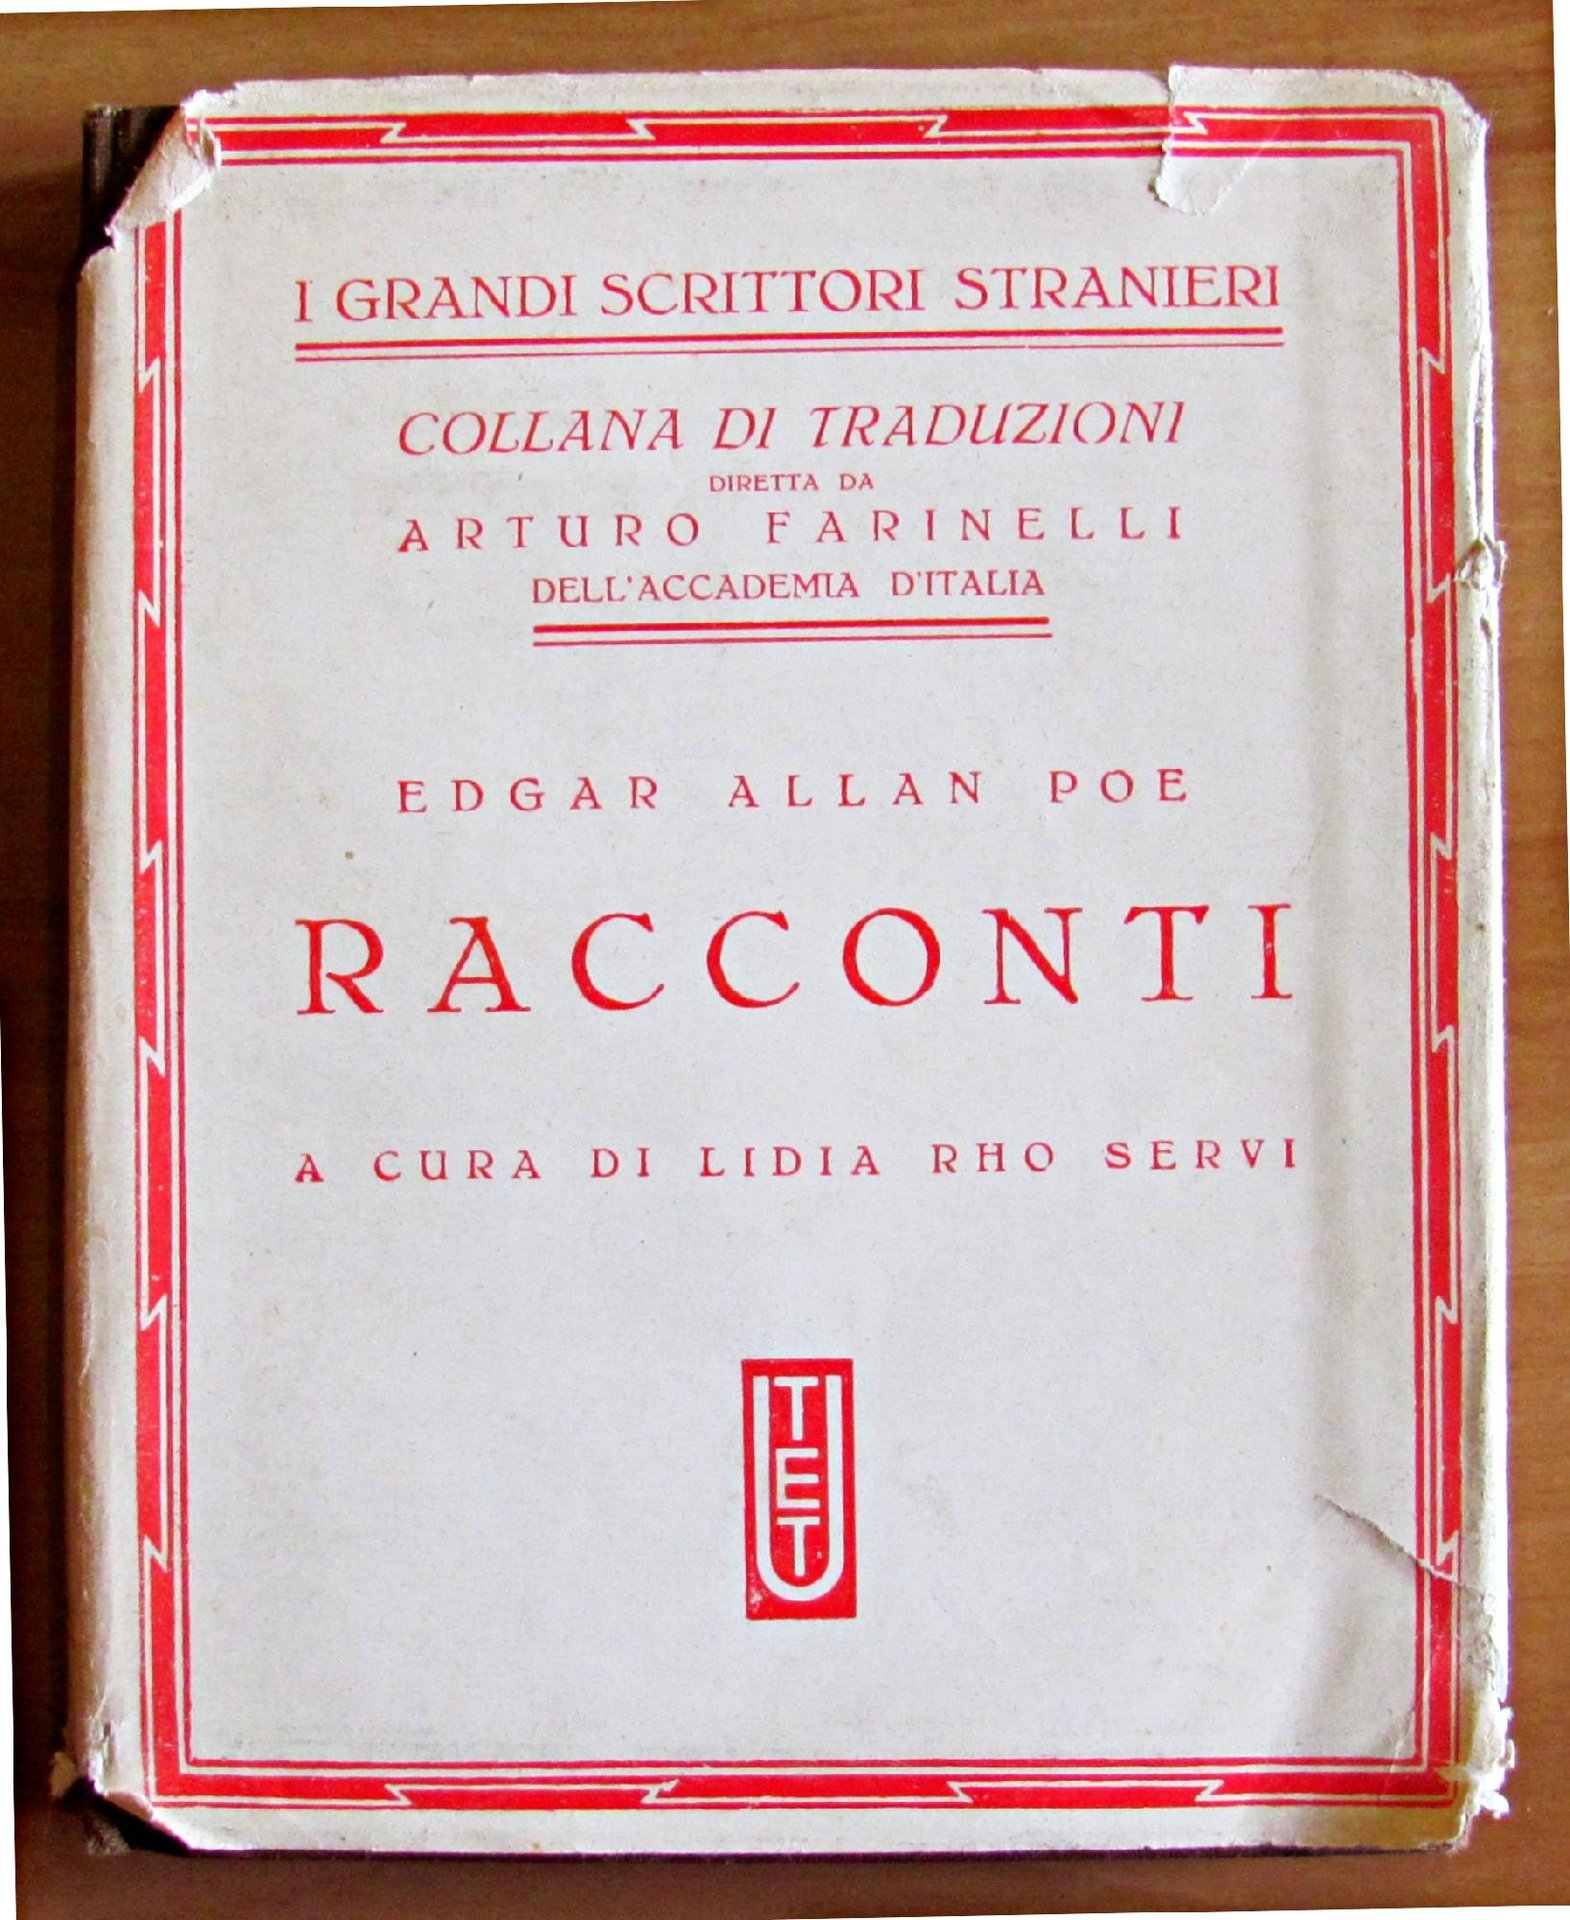 I GRANDI SCRITTORI STRANIERI
COLLANA DI TRADUZIONI
DIRETTA DA
ARTURO FARINELLI
DELL'ACCADEMIA D'ITALIA
EDGAR ALLAN POE
RACCONTI
A CURA DI LIDIA RHO SERVI
UTET